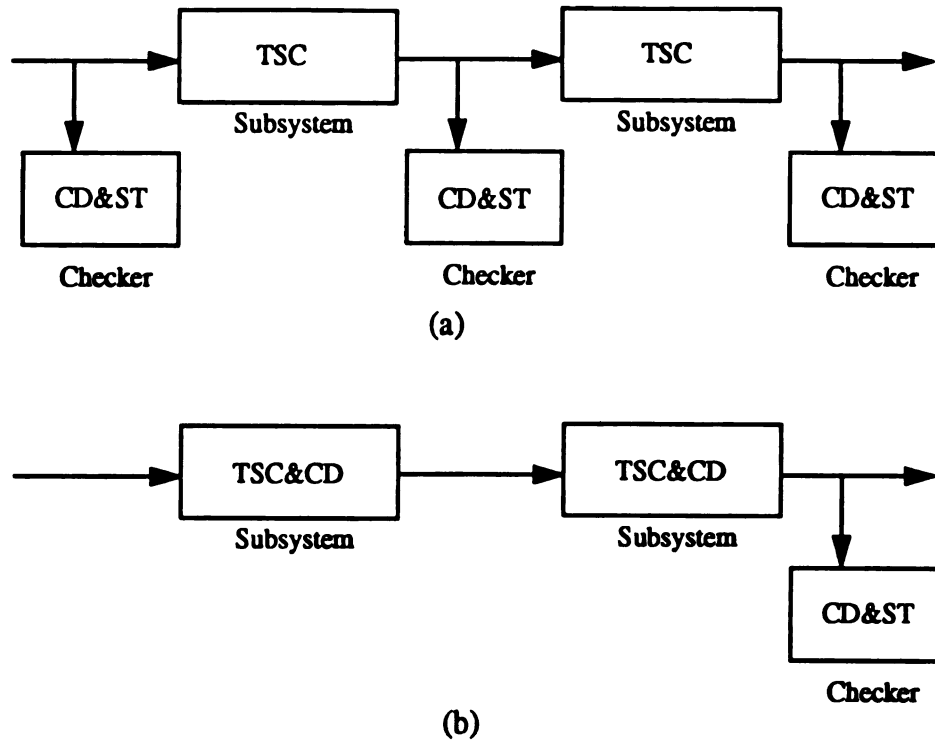 TSC
Subsystem
TSC
Subsystem
CD&ST
Checker
CD&ST
Checker
CD&ST
Checker
(a)
TSC&CD
Subsystem
TSC&CD
Subsystem
CD&ST
Checker
(b)